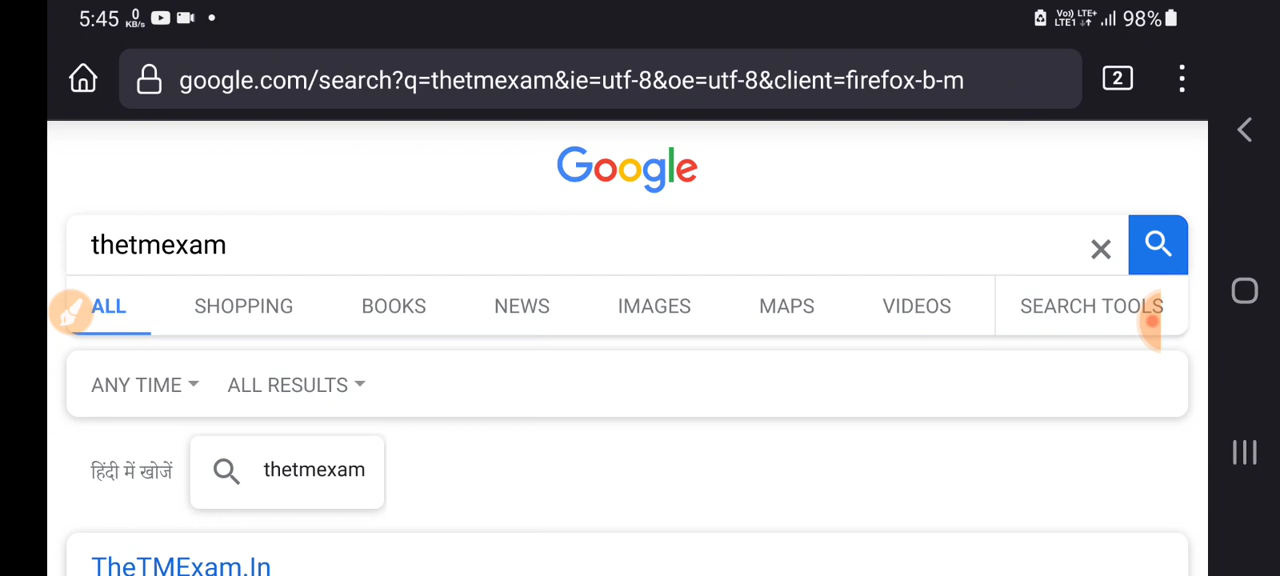 5:45 0 KB/s Vo) LTE+ LTE1 98%
google.com/search?q=thetmexam&ie=utf-8&oe=utf-8&client=firefox-b-m 2
Google
thetmexam
ALL SHOPPING BOOKS NEWS IMAGES MAPS VIDEOS SEARCH TOOLS
ANY TIME ALL RESULTS
हिंदी में खोजें thetmexam
TheTMExam.In